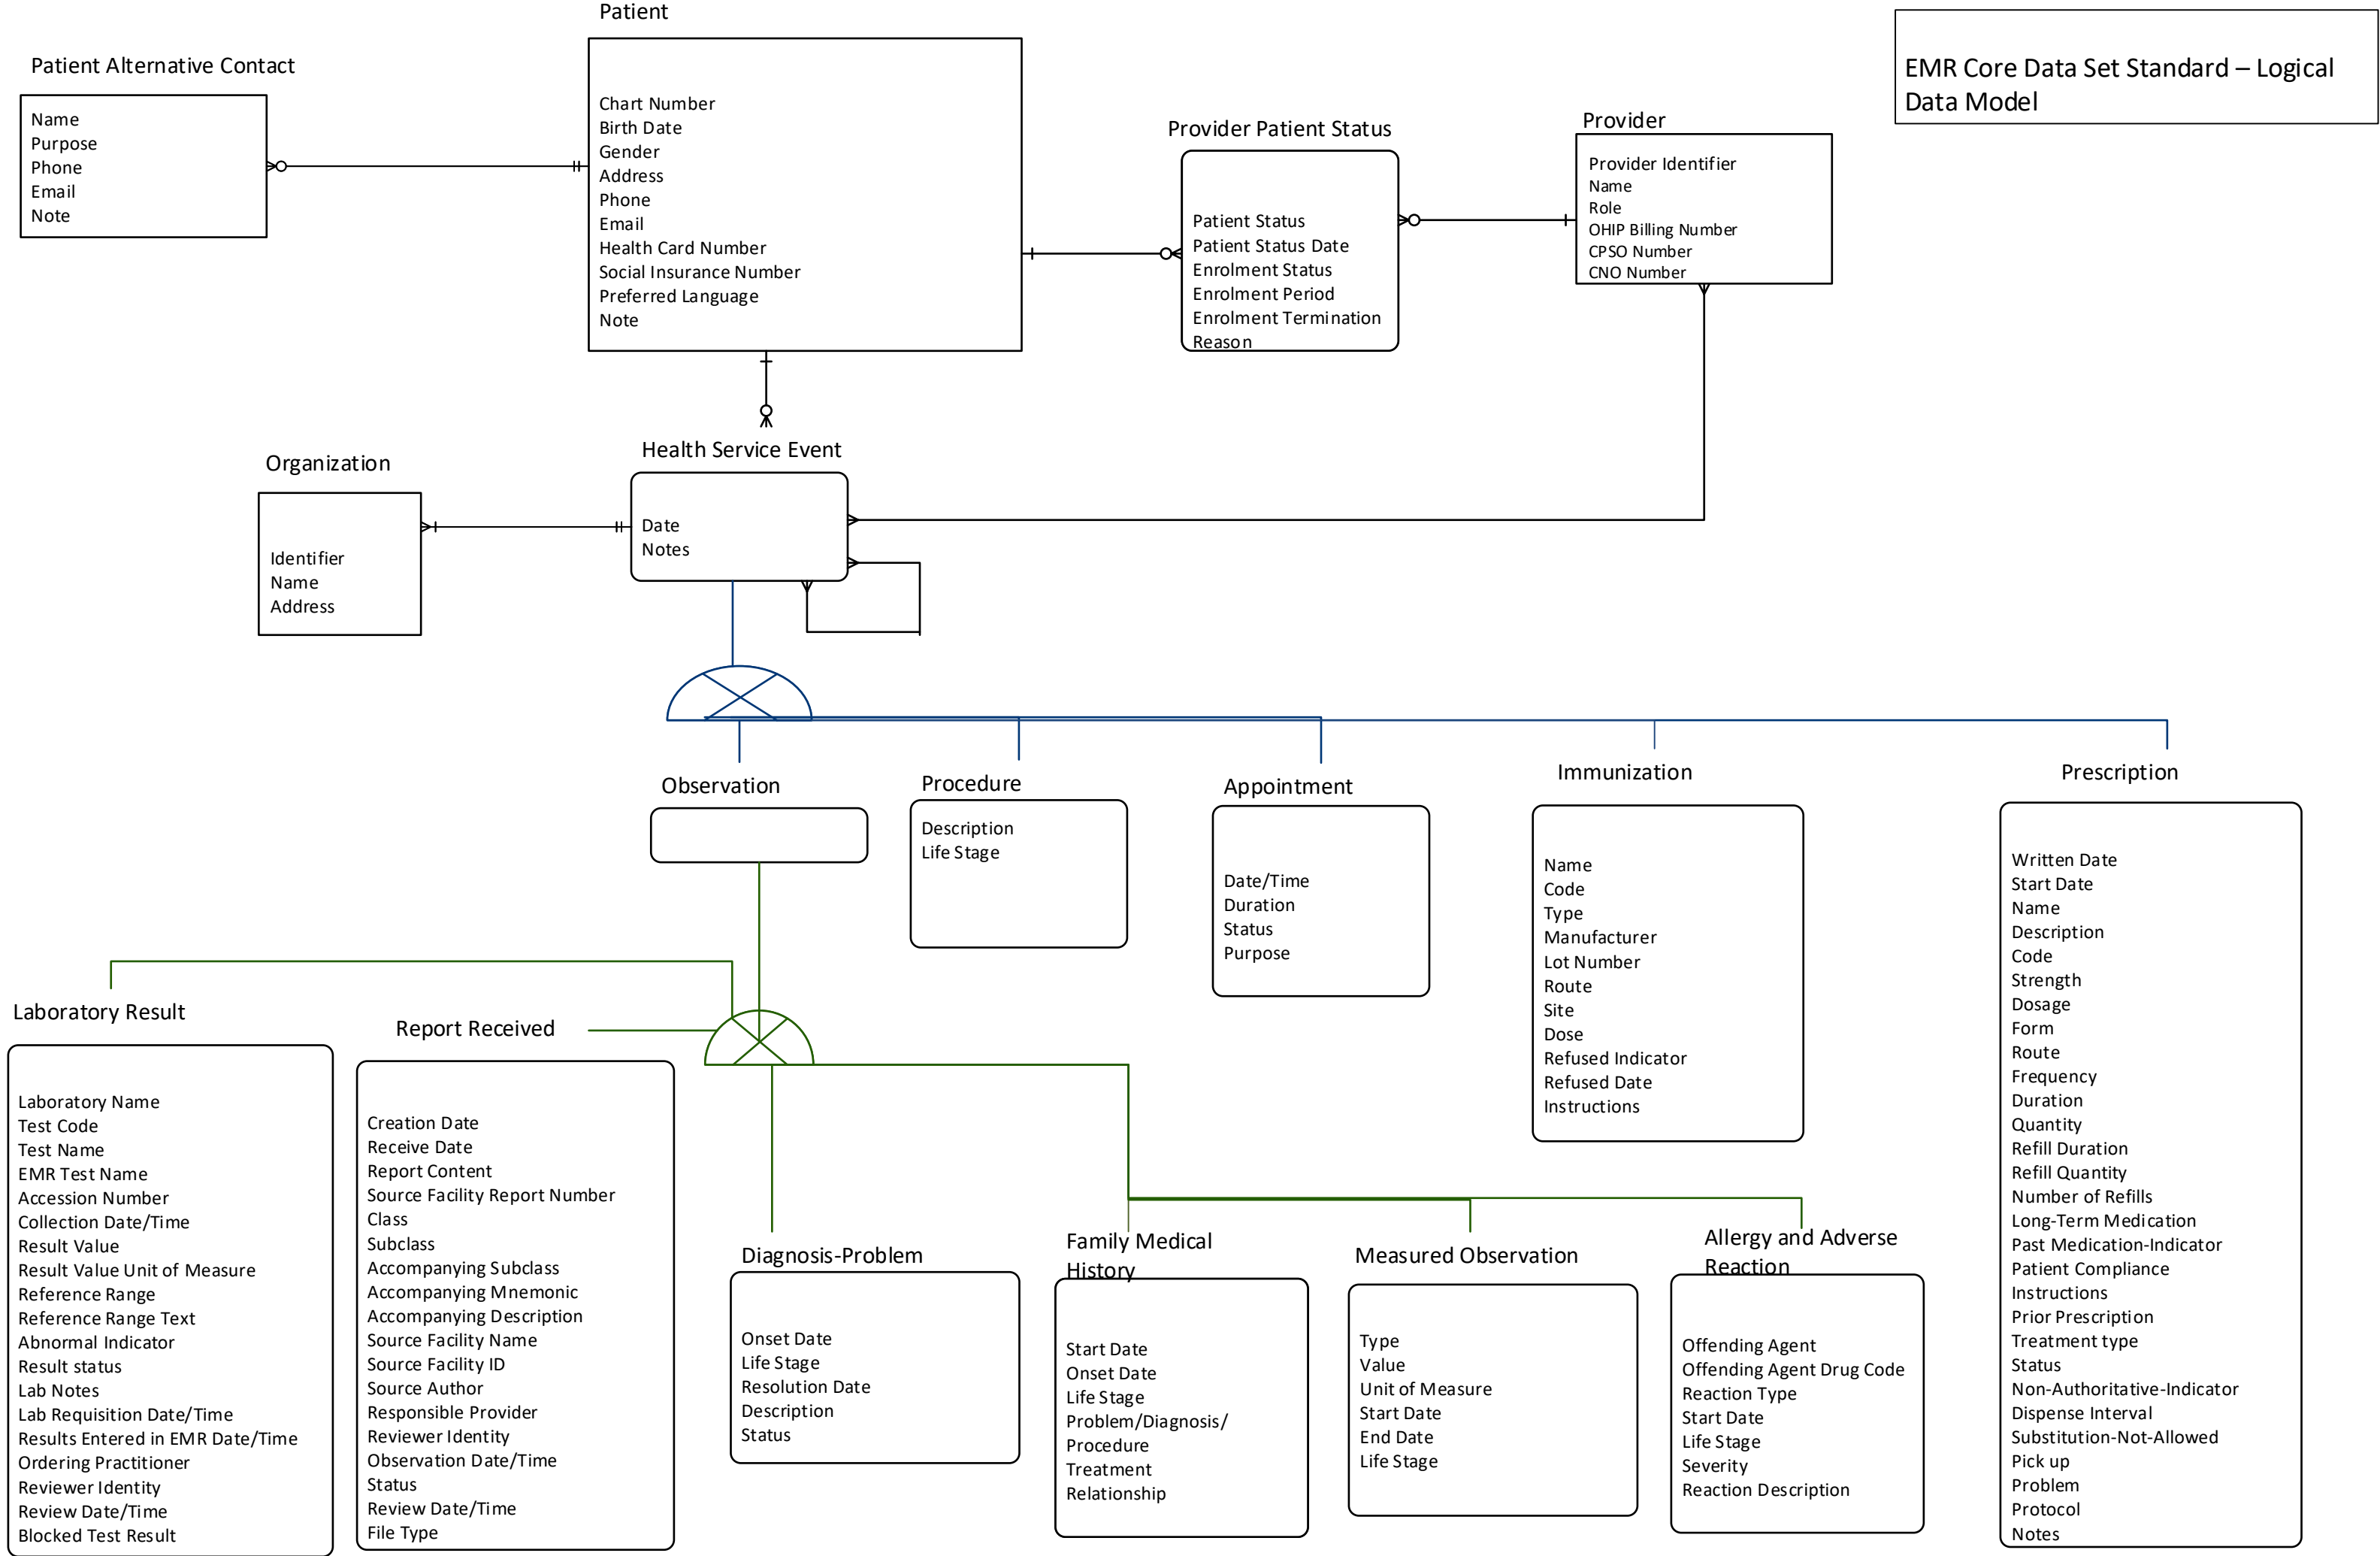 Patient
Patient Alternative Contact
Name
Purpose
Phone
Email
Note
Chart Number
Birth Date
Gender
Address
Phone
Email
Health Card Number
Social Insurance Number
Preferred Language
Note
Provider Patient Status
Patient Status
Patient Status Date
Enrolment Status
Enrolment Period
Enrolment Termination
Reason
Provider
Provider Identifier
Name
Role
OHIP Billing Number
CPSO Number
CNO Number
EMR Core Data Set Standard – Logical
Data Model
Organization
Identifier
Name
Address
Health Service Event
Date
Notes
Observation
Procedure
Description
Life Stage
Appointment
Date/Time
Duration
Status
Purpose
Immunization
Name
Code
Type
Manufacturer
Lot Number
Route
Site
Dose
Refused Indicator
Refused Date
Instructions
Prescription
Written Date
Start Date
Name
Description
Code
Strength
Dosage
Form
Route
Frequency
Duration
Quantity
Refill Duration
Refill Quantity
Number of Refills
Long-Term Medication
Past Medication-Indicator
Patient Compliance
Instructions
Prior Prescription
Treatment type
Status
Non-Authoritative-Indicator
Dispense Interval
Substitution-Not-Allowed
Pick up
Problem
Protocol
Notes
Laboratory Result
Laboratory Name
Test Code
Test Name
EMR Test Name
Accession Number
Collection Date/Time
Result Value
Result Value Unit of Measure
Reference Range
Reference Range Text
Abnormal Indicator
Result status
Lab Notes
Lab Requisition Date/Time
Results Entered in EMR Date/Time
Ordering Practitioner
Reviewer Identity
Review Date/Time
Blocked Test Result
Report Received
Creation Date
Receive Date
Report Content
Source Facility Report Number
Class
Subclass
Accompanying Subclass
Accompanying Mnemonic
Accompanying Description
Source Facility Name
Source Facility ID
Source Author
Responsible Provider
Reviewer Identity
Observation Date/Time
Status
Review Date/Time
File Type
Diagnosis-Problem
Onset Date
Life Stage
Resolution Date
Description
Status
Family Medical
History
Start Date
Onset Date
Life Stage
Problem/Diagnosis/
Procedure
Treatment
Relationship
Measured Observation
Type
Value
Unit of Measure
Start Date
End Date
Life Stage
Allergy and Adverse
Reaction
Offending Agent
Offending Agent Drug Code
Reaction Type
Start Date
Life Stage
Severity
Reaction Description